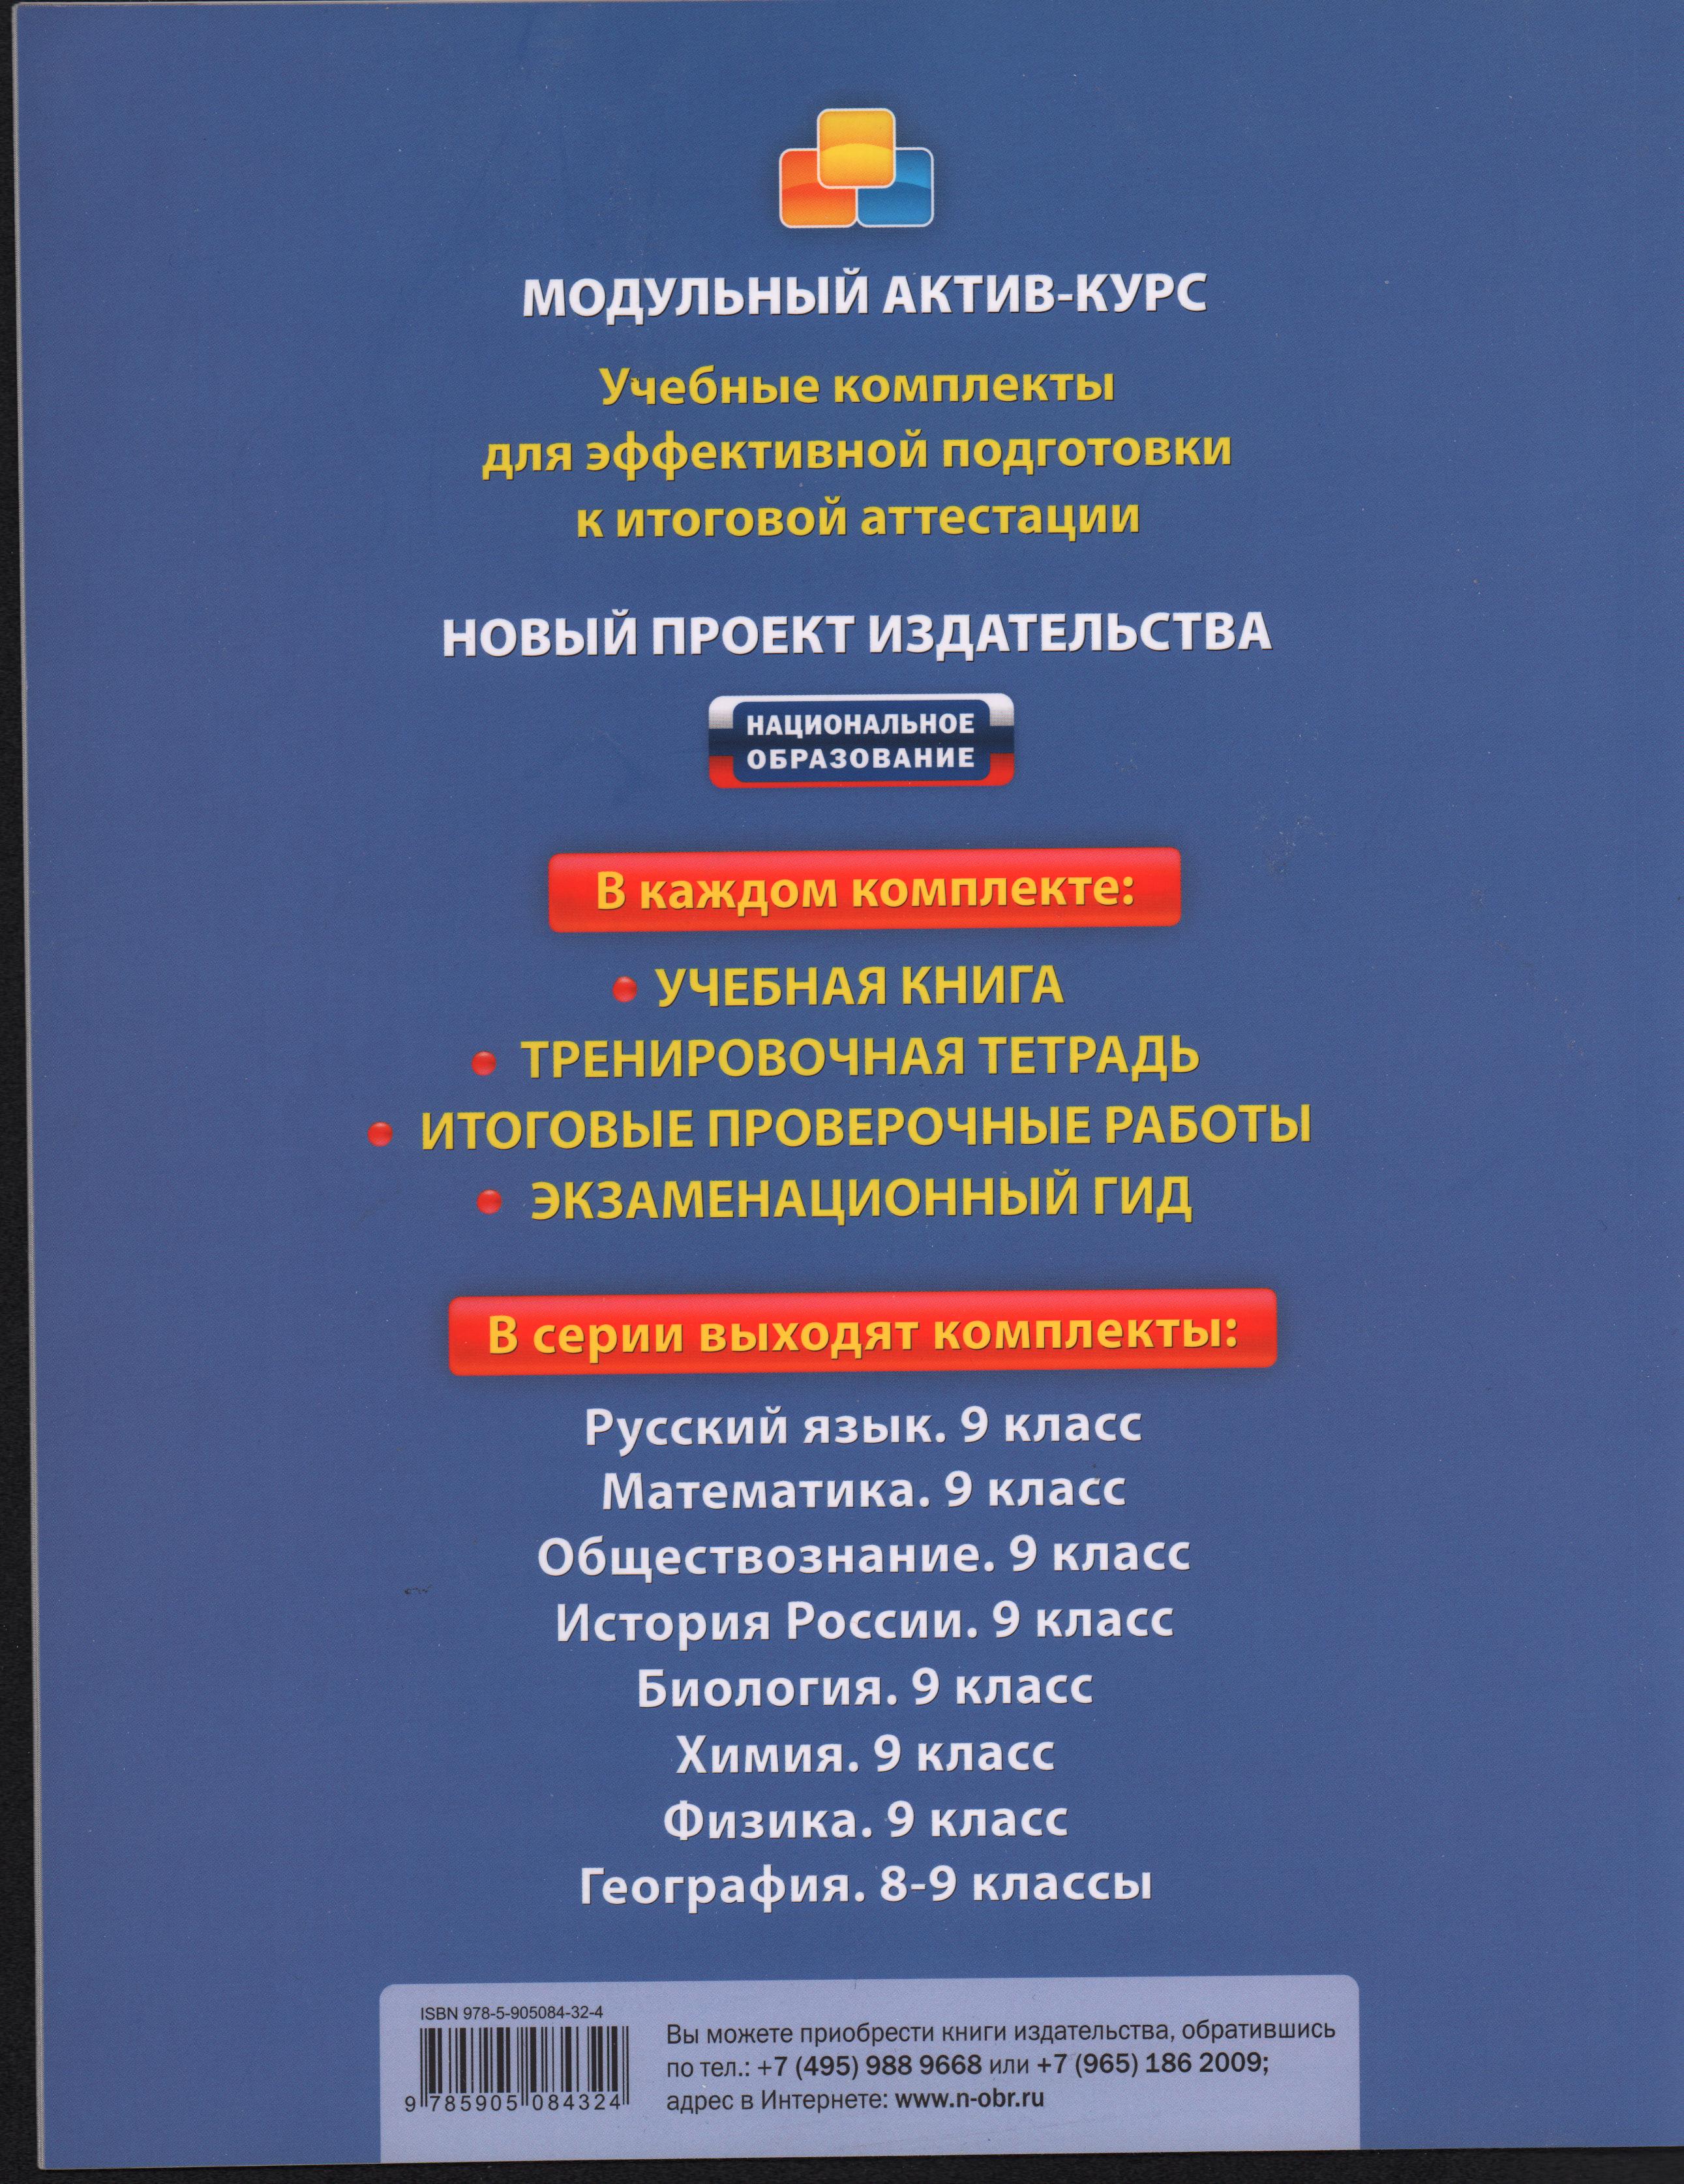 МОДУЛЬНЫЙ АКТИВ-КУРС
Учебные комплекты
для эффективной подготовки
к итоговой аттестации
НОВЫЙ ПРОЕКТ ИЗДАТЕЛЬСТВА
НАЦИОНАЛЬНОЕ
ОБРАЗОВАНИЕ
В каждом комплекте:
• УЧЕБНАЯ КНИГА
• ТРЕНИРОВОЧНАЯ ТЕТРАДЬ
• ИТОГОВЫЕ ПРОВЕРОЧНЫЕ РАБОТЫ
• ЭКЗАМЕНАЦИОННЫЙ ГИД
В серии выходят комплекты:
Русский язык. 9 класс
Математика. 9 класс
Обществознание. 9 класс
История России. 9 класс
Биология. 9 класс
Химия. 9 класс
Физика. 9 класс
География. 8-9 классы
ISBN 978-5-905084-32-4
9 785905 084324
Вы можете приобрести книги издательства, обратившись
по тел.: +7 (495) 988 9668 или +7 (965) 186 2009;
адрес в Интернете: www.n-obr.ru